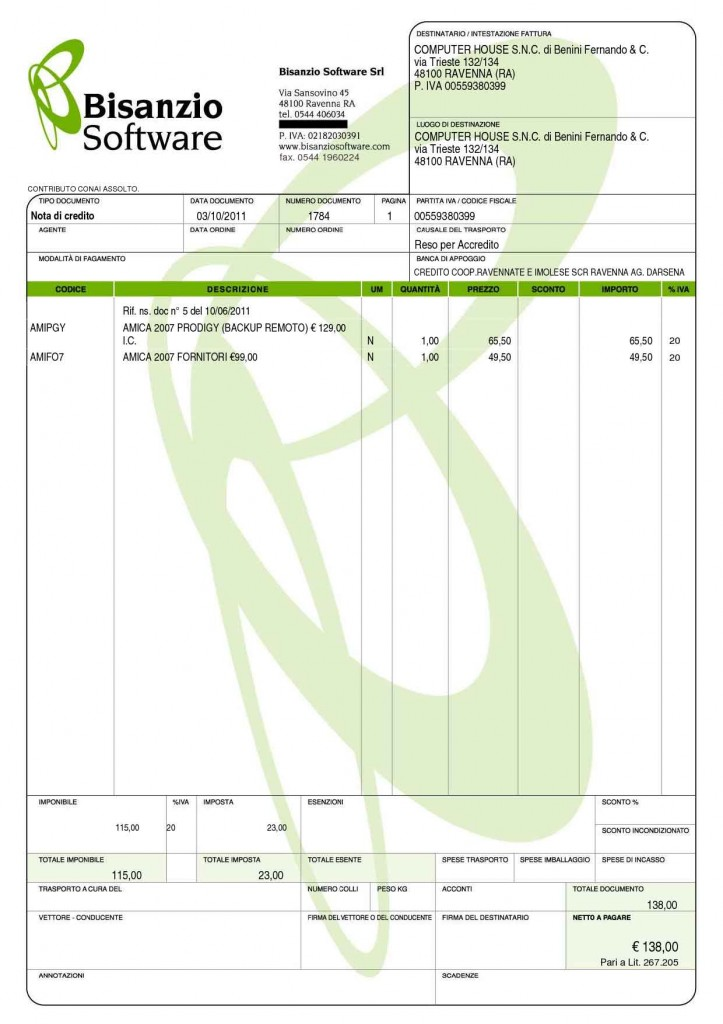 Bisanzio
Software
Bisanzio Software Srl
Via Sansovino 45
48100 Ravenna RA
tel. 0544 406034
P. IVA: 02182030391
www.bisanziosoftware.com
fax. 0544 1960224
DESTINATARIO / INTESTAZIONE FATTURA
COMPUTER HOUSE S.N.C. di Benini Fernando & C.
via Trieste 132/134
48100 RAVENNA (RA)
P. IVA 00559380399
LUOGO DI DESTINAZIONE
COMPUTER HOUSE S.N.C. di Benini Fernando & C.
via Trieste 132/134
48100 RAVENNA (RA)
CONTRIBUTO CONAI ASSOLTO.
TIPO DOCUMENTO DATA DOCUMENTO NUMERO DOCUMENTO PAGINA PARTITA IVA / CODICE FISCALE
Nota di credito 03/10/2011 1784 1 00559380399
AGENTE DATA ORDINE NUMERO ORDINE CAUSALE DEL TRASPORTO
Reso per Accredito
MODALITÀ DI PAGAMENTO BANCA DI APPOGGIO
CREDITO COOP.RAVENNATE E IMOLESE SCR RAVENNA AG. DARSENA
CODICE DESCRIZIONE UM QUANTITÀ PREZZO SCONTO IMPORTO % IVA
Rif. ns. doc n° 5 del 10/06/2011
AMIPGY AMICA 2007 PRODIGY (BACKUP REMOTO) € 129,00
I.C. N 1,00 65,50 65,50 20
AMIFO7 AMICA 2007 FORNITORI €99,00 N 1,00 49,50 49,50 20
IMPONIBILE %IVA IMPOSTA ESENZIONI SCONTO %
115,00 20 23,00
SCONTO INCONDIZIONATO
TOTALE IMPONIBILE TOTALE IMPOSTA TOTALE ESENTE SPESE TRASPORTO SPESE IMBALLAGGIO SPESE DI INCASSO
115,00 23,00
TRASPORTO A CURA DEL NUMERO COLLI PESO KG ACCONTI TOTALE DOCUMENTO
138,00
VETTORE - CONDUCENTE FIRMA DEL VETTORE O DEL CONDUCENTE FIRMA DEL DESTINATARIO NETTO A PAGARE
€ 138,00
Pari a Lit. 267.205
ANNOTAZIONI SCADENZE